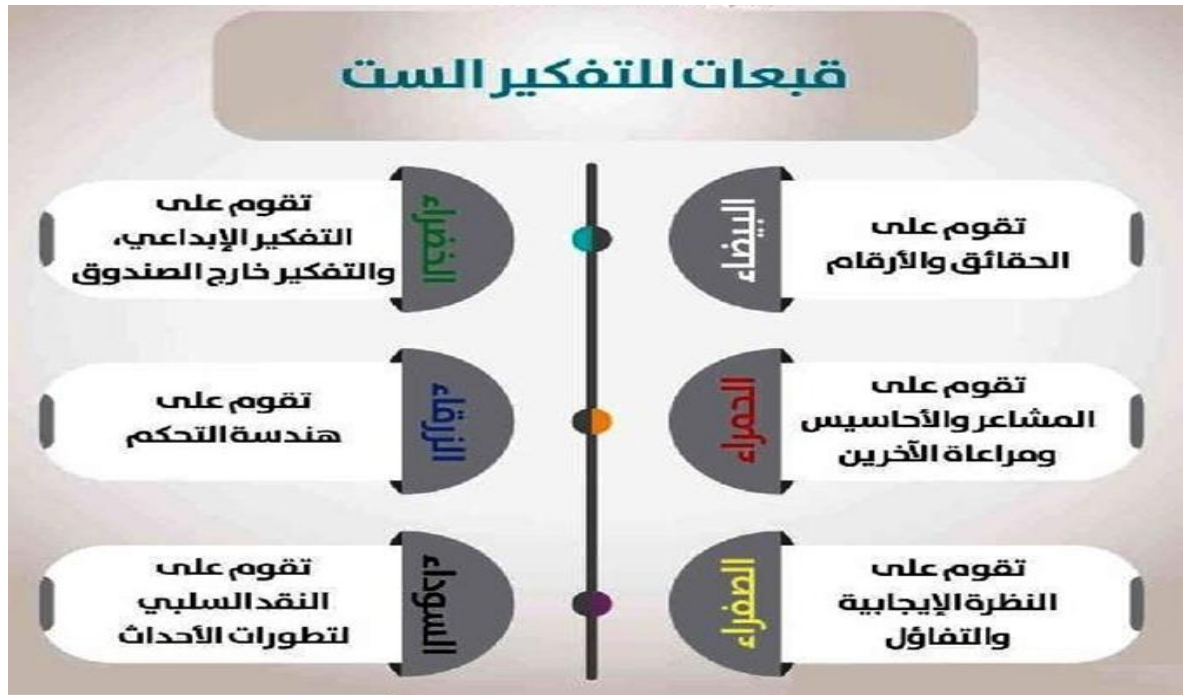 قبعات للتفكير الست
البيضاء
تقوم على
الحقائق والأرقام
الخضراء
تقوم على
التفكير الإبداعي،
والتفكير خارج الصندوق
الحمراء
تقوم على
المشاعر والأحاسيس
ومراعاة الآخرين
الزرقاء
تقوم على
هندسة التحكم
الصفراء
تقوم على
النظرة الإيجابية
والتفاؤل
السوداء
تقوم على
النقد السلبي
لتطورات الأحداث